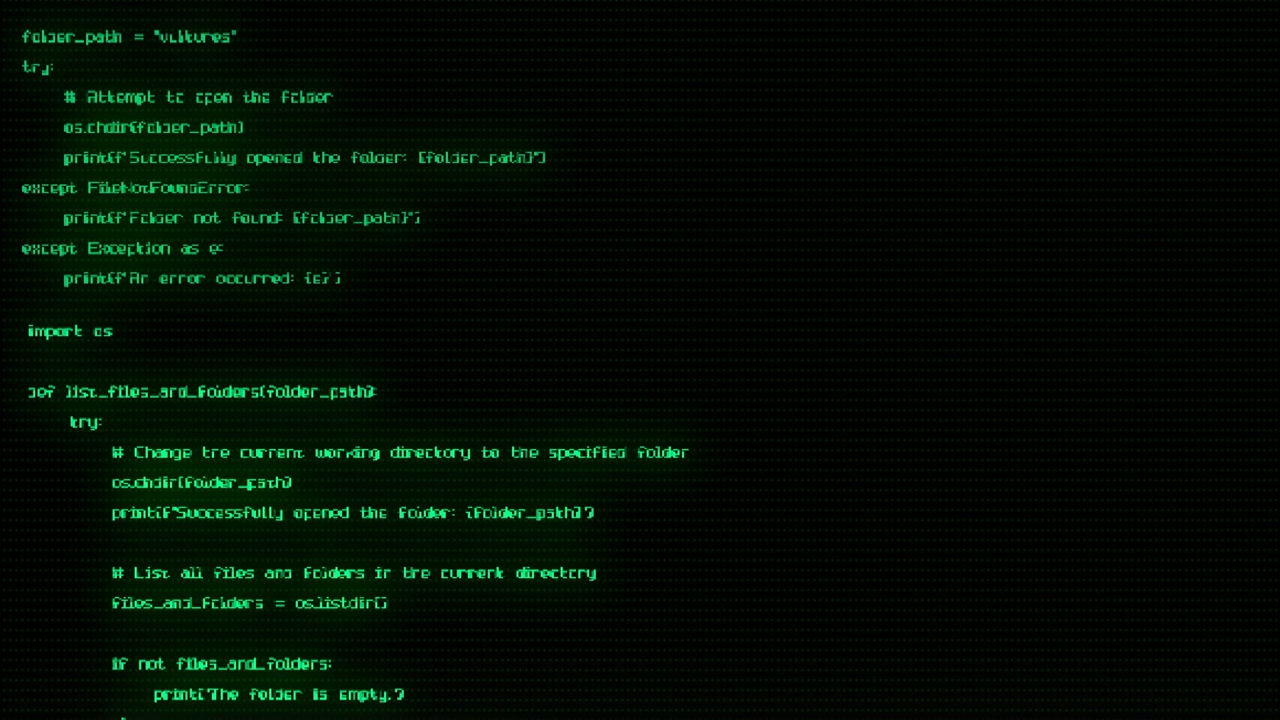 folder_path = "vultures"
try:
# Attempt to open the folder
os.chdir(folder_path)
print(f"Successfully opened the folder: {folder_path}")
except FileNotFoundError:
print(f"Folder not found: {folder_path}")
except Exception as e:
print(f"An error occurred: {e}")
import os
def list_files_and_folders(folder_path):
try:
# Change the current working directory to the specified folder
os.chdir(folder_path)
print(f"Successfully opened the folder: {folder_path}")
# List all files and folders in the current directory
files_and_folders = os.listdir()
if not files_and_folders:
print("The folder is empty.")